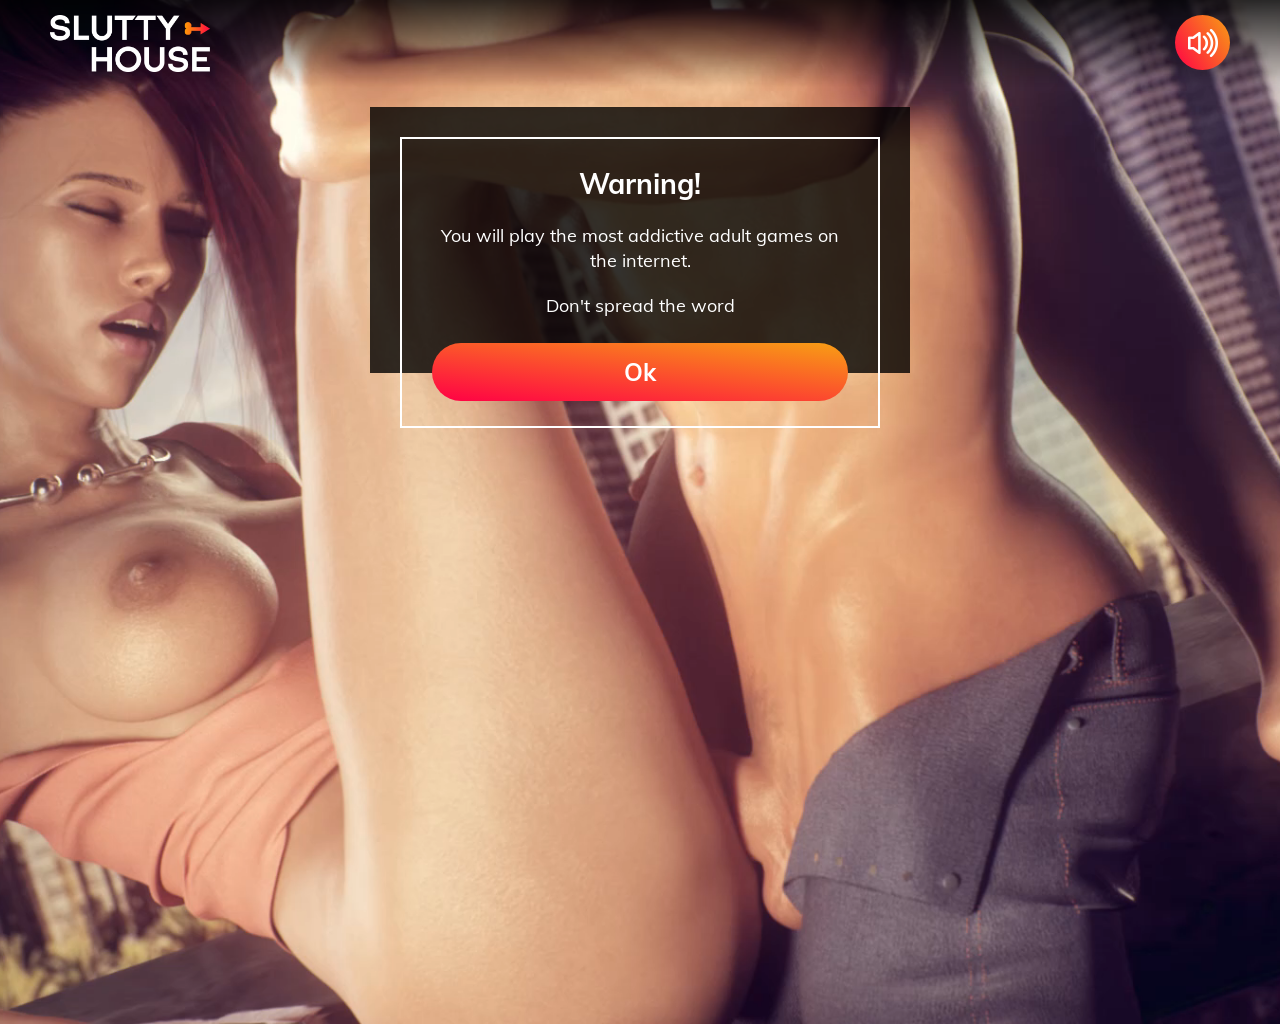 SLUTTY
HOUSE
Warning!
You will play the most addictive adult games on
the internet.
Don't spread the word
Ok